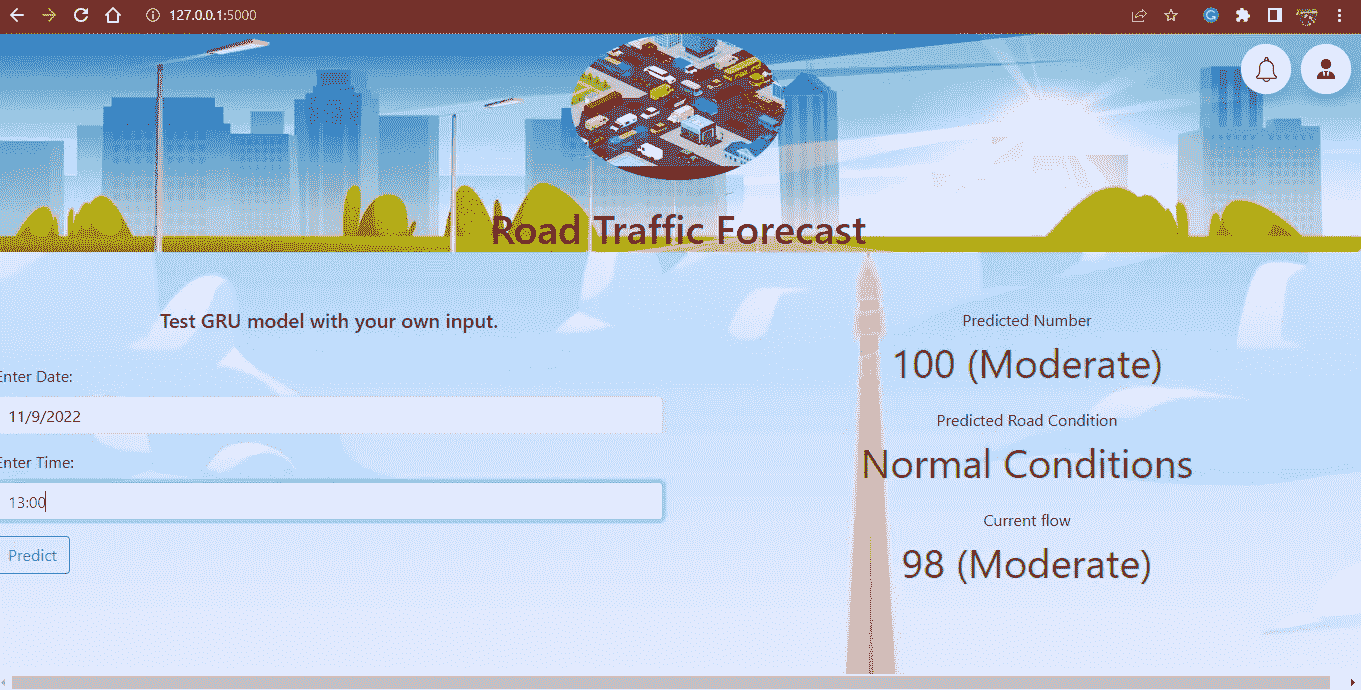 127.0.0.1:5000
Road Traffic Forecast
Test GRU model with your own input.
Enter Date:
11/9/2022
Enter Time:
13:00
Predict
Predicted Number
100 (Moderate)
Predicted Road Condition
Normal Conditions
Current flow
98 (Moderate)